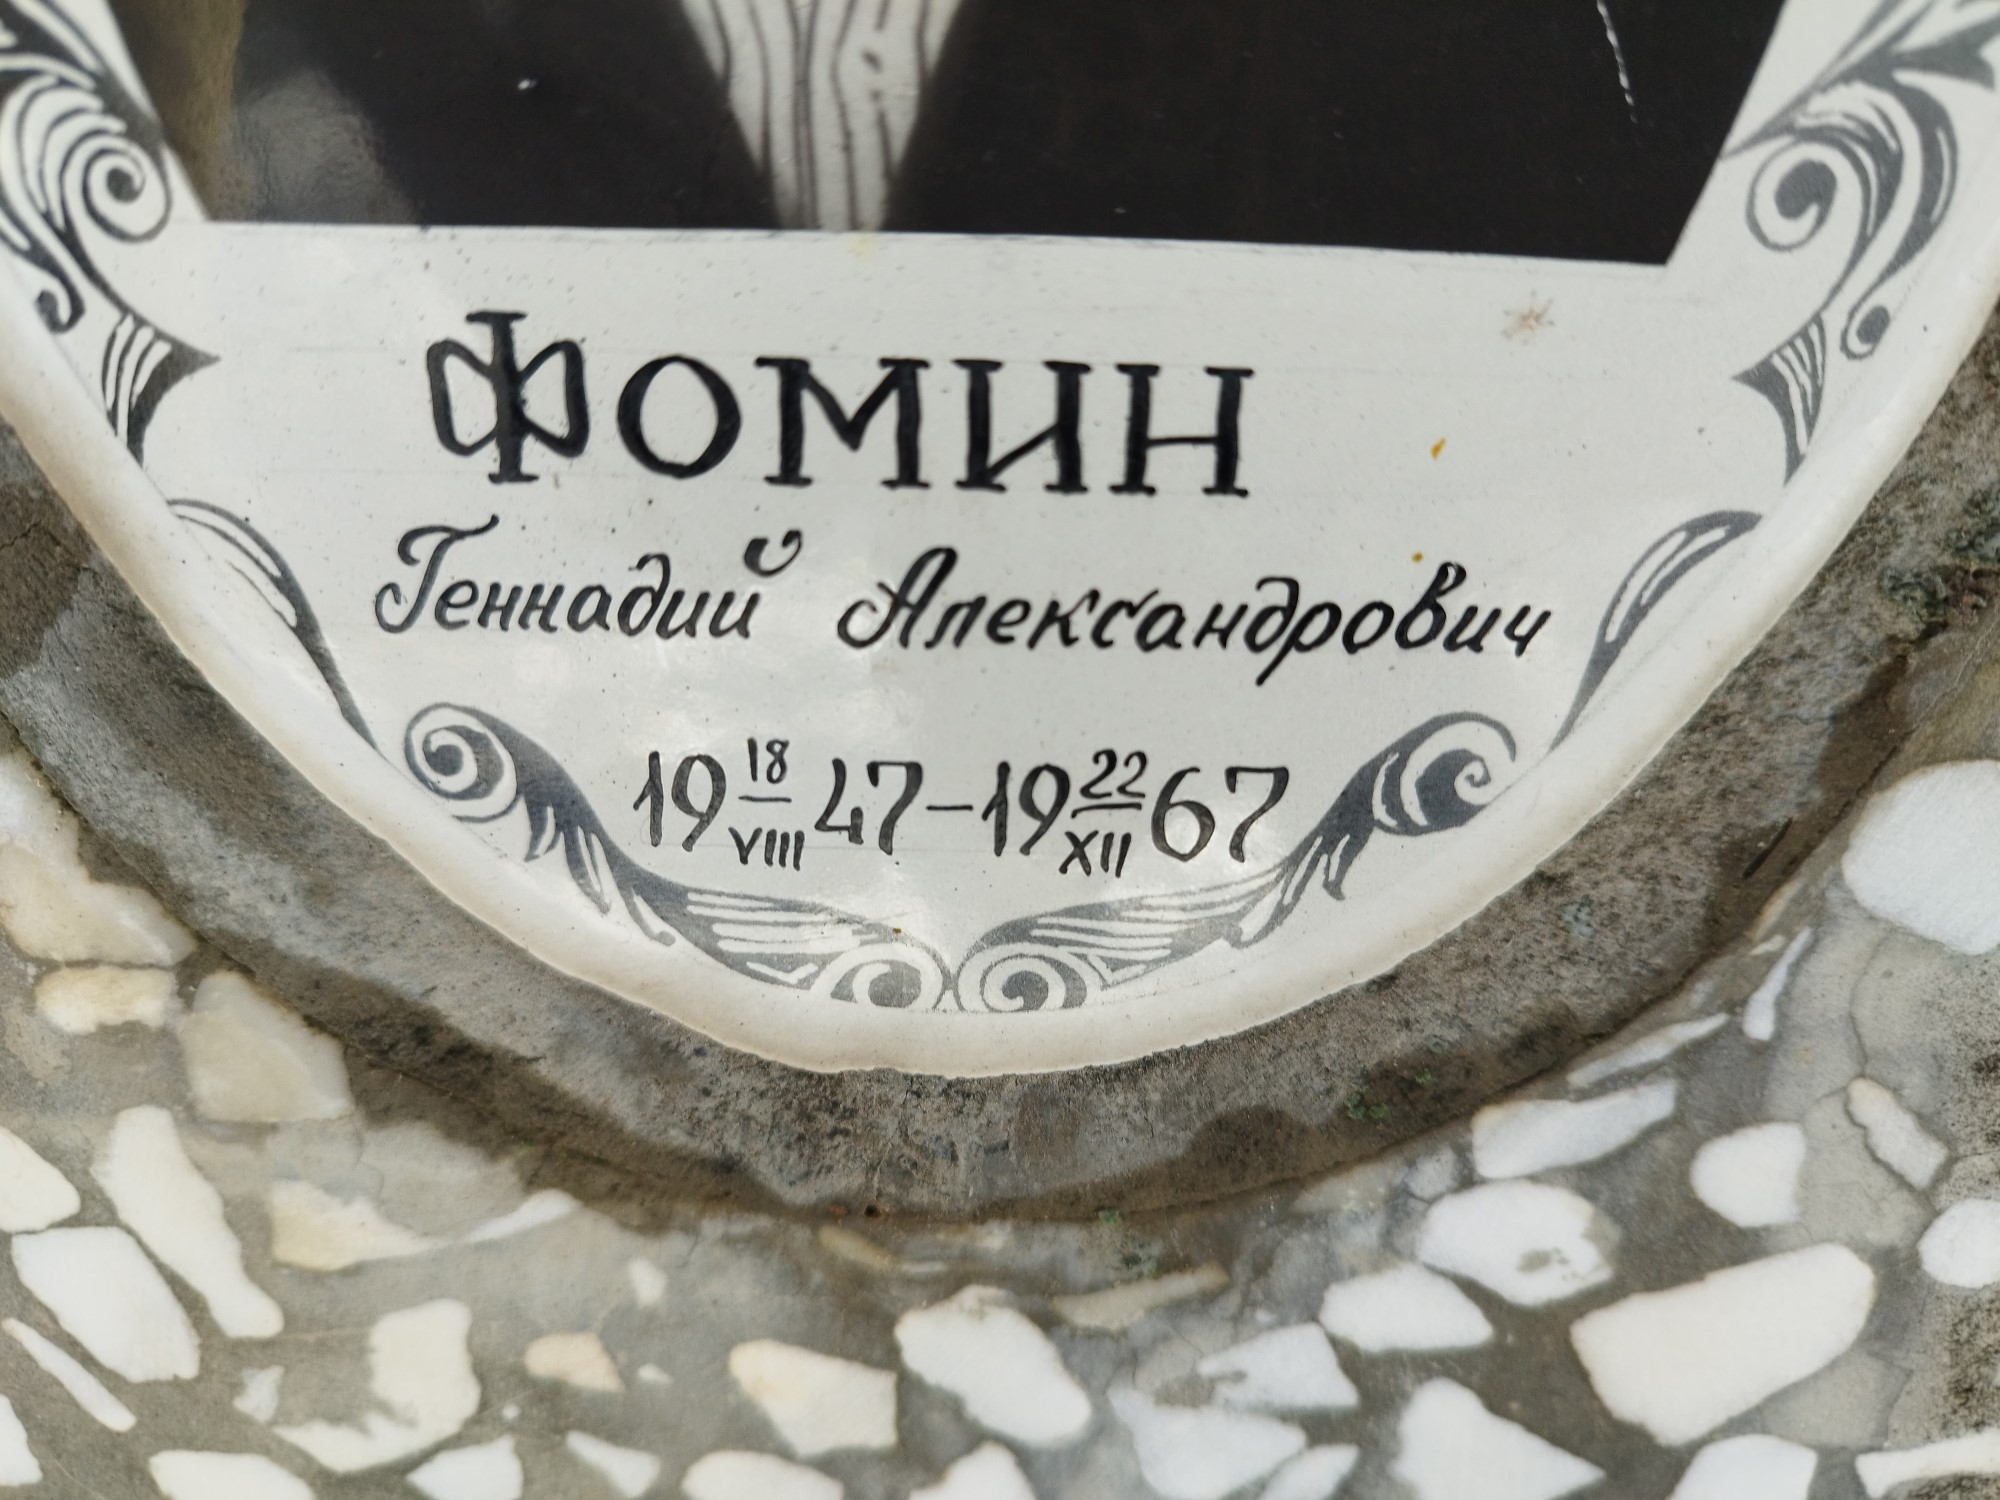 ФОМИН
Геннадий Александрович
19 18/VIII 47 – 19 22/XII 67